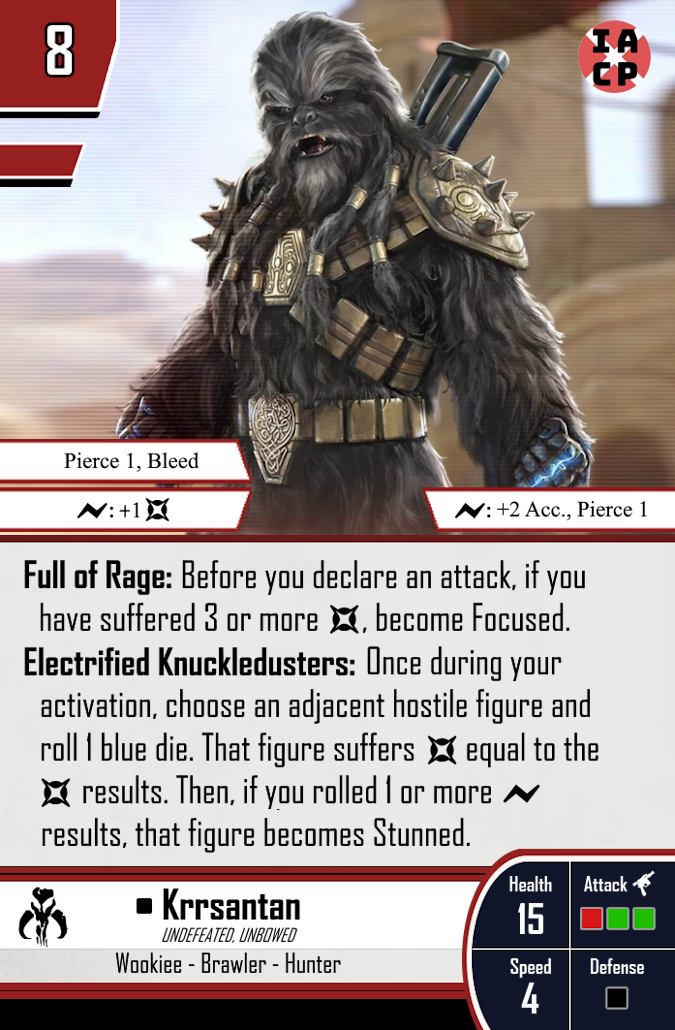 8
IA
CP
Pierce 1, Bleed
: +1
: +2 Acc., Pierce 1
Full of Rage: Before you declare an attack, if you
have suffered 3 or more , become Focused.
Electrified Knuckledusters: Once during your
activation, choose an adjacent hostile figure and
roll 1 blue die. That figure suffers equal to the
results. Then, if you rolled 1 or more
results, that figure becomes Stunned.
Krrsantan
UNDEFEATED, UNBOWED
Wookiee - Brawler - Hunter
Health
15
Attack
Speed
4
Defense